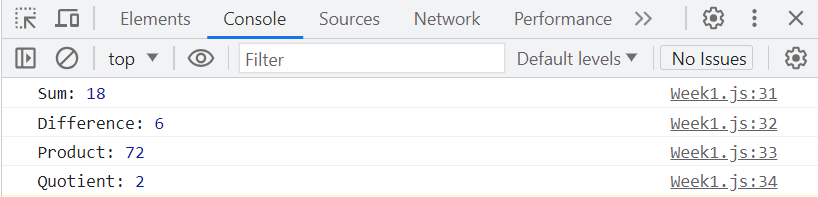 Elements Console Sources Network Performance
top Filter Default levels No Issues
Sum: 18 Week1.js:31
Difference: 6 Week1.js:32
Product: 72 Week1.js:33
Quotient: 2 Week1.js:34